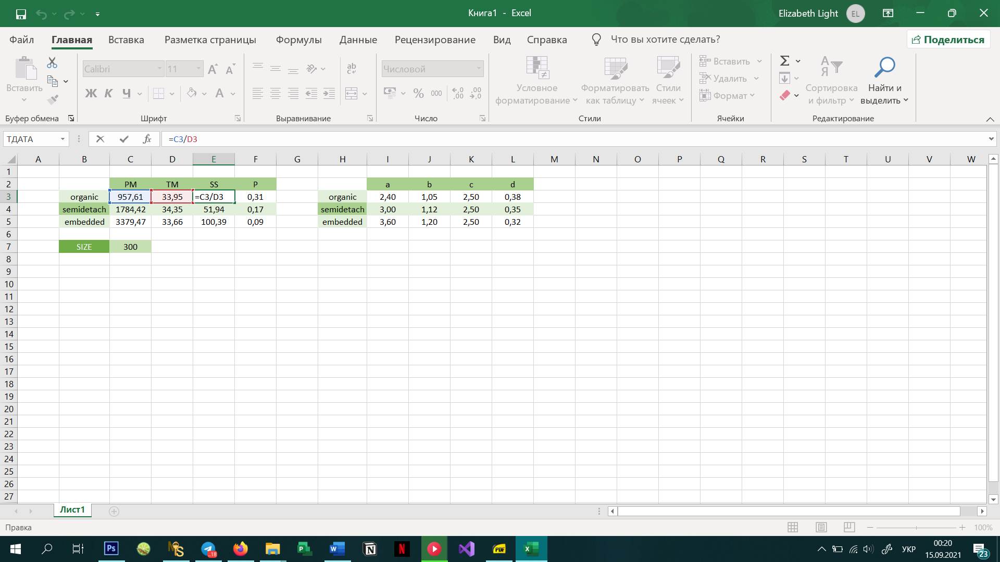 Книга1 - Excel
Elizabeth Light
EL
Файл Главная Вставка Разметка страницы Формулы Данные Рецензирование Вид Справка Что вы хотите сделать? Поделиться
Вставить
Calibri 11
Ж К Ч
A A A
ab
Числовой
% 000
Условное форматирование
Форматировать как таблицу
Стили ячеек
Вставить
Удалить
Формат
Σ
Сортировка и фильтр
Найти и выделить
Буфер обмена Шрифт Выравнивание Число Стили Ячейки Редактирование
ТДАТА fx =C3/D3
A B C D E F G H I J K L M N O P Q R S T U V W
1
2 PM TM SS P a b c d
3 organic 957,61 33,95 =C3/D3 0,31 organic 2,40 1,05 2,50 0,38
4 semidetach 1784,42 34,35 51,94 0,17 semidetach 3,00 1,12 2,50 0,35
5 embedded 3379,47 33,66 100,39 0,09 embedded 3,60 1,20 2,50 0,32
6
7 SIZE 300
8
9
10
11
12
13
14
15
16
17
18
19
20
21
22
23
24
25
26
27
Лист1
Правка 100%
Ps MS ..18 P W N N PDF X УКР 00:20
15.09.2021 23